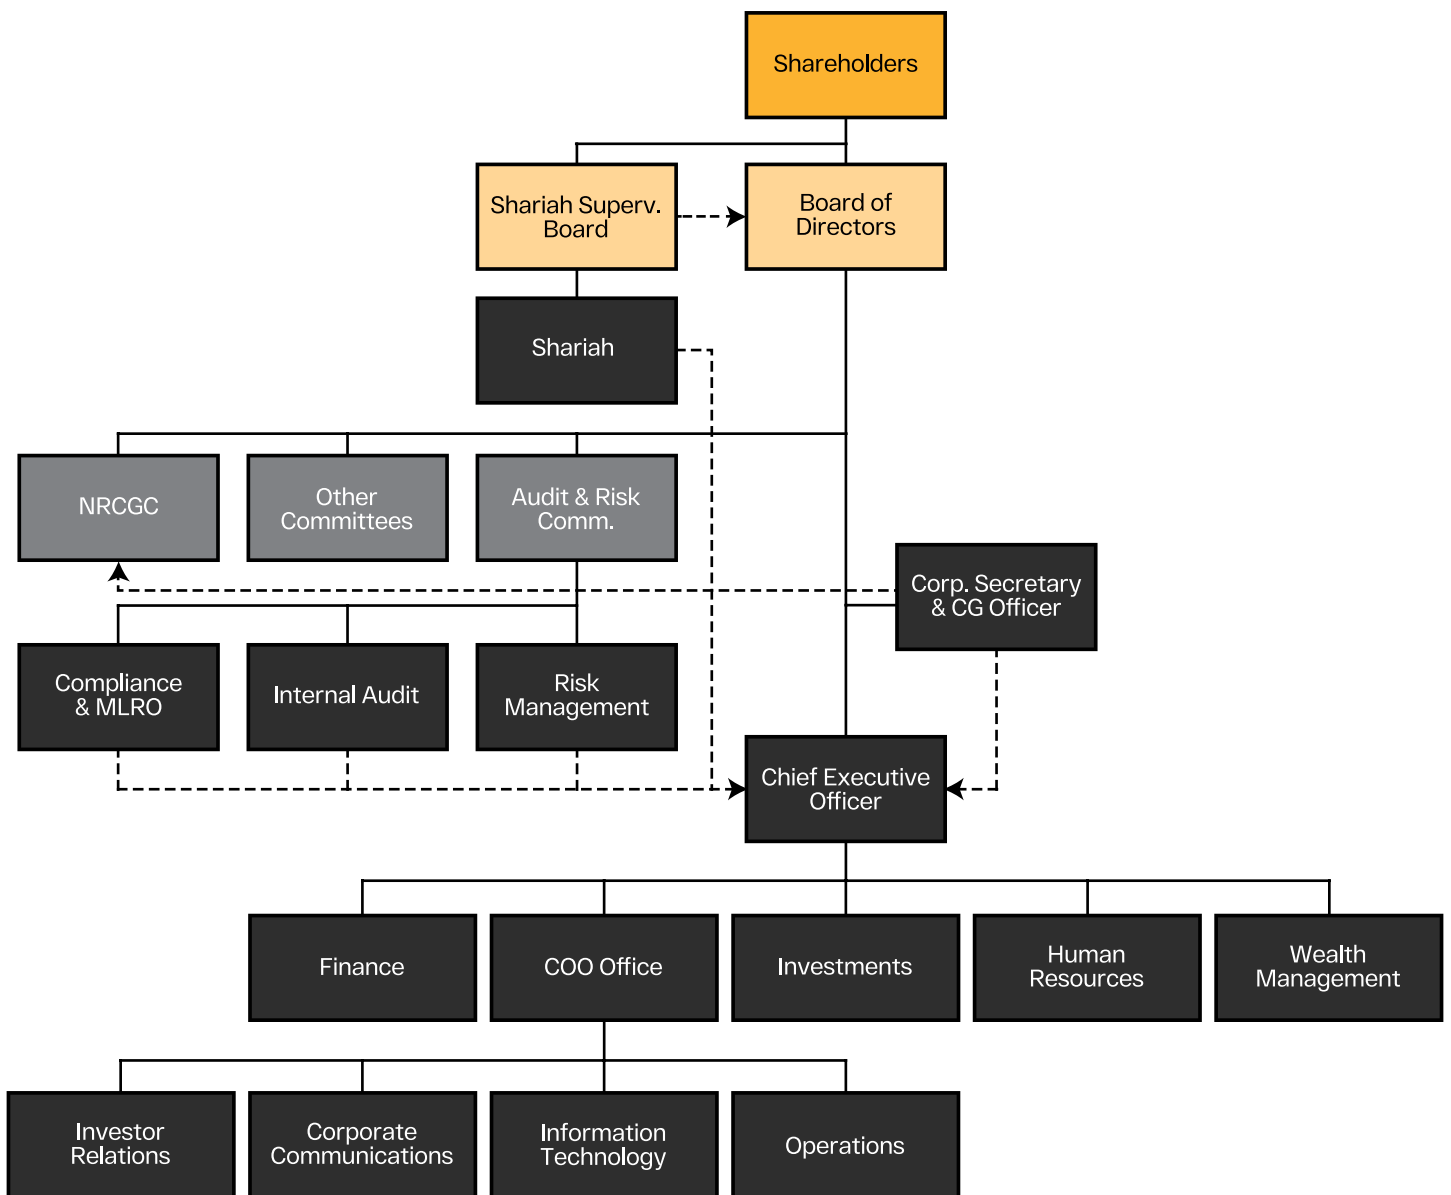 Shareholders
Shariah Superv.
Board
Board of
Directors
Shariah
NRCGC
Other
Committees
Audit & Risk
Comm.
Corp. Secretary
& CG Officer
Compliance
& MLRO
Internal Audit
Risk
Management
Chief Executive
Officer
Finance
COO Office
Investments
Human
Resources
Wealth
Management
Investor
Relations
Corporate
Communications
Information
Technology
Operations